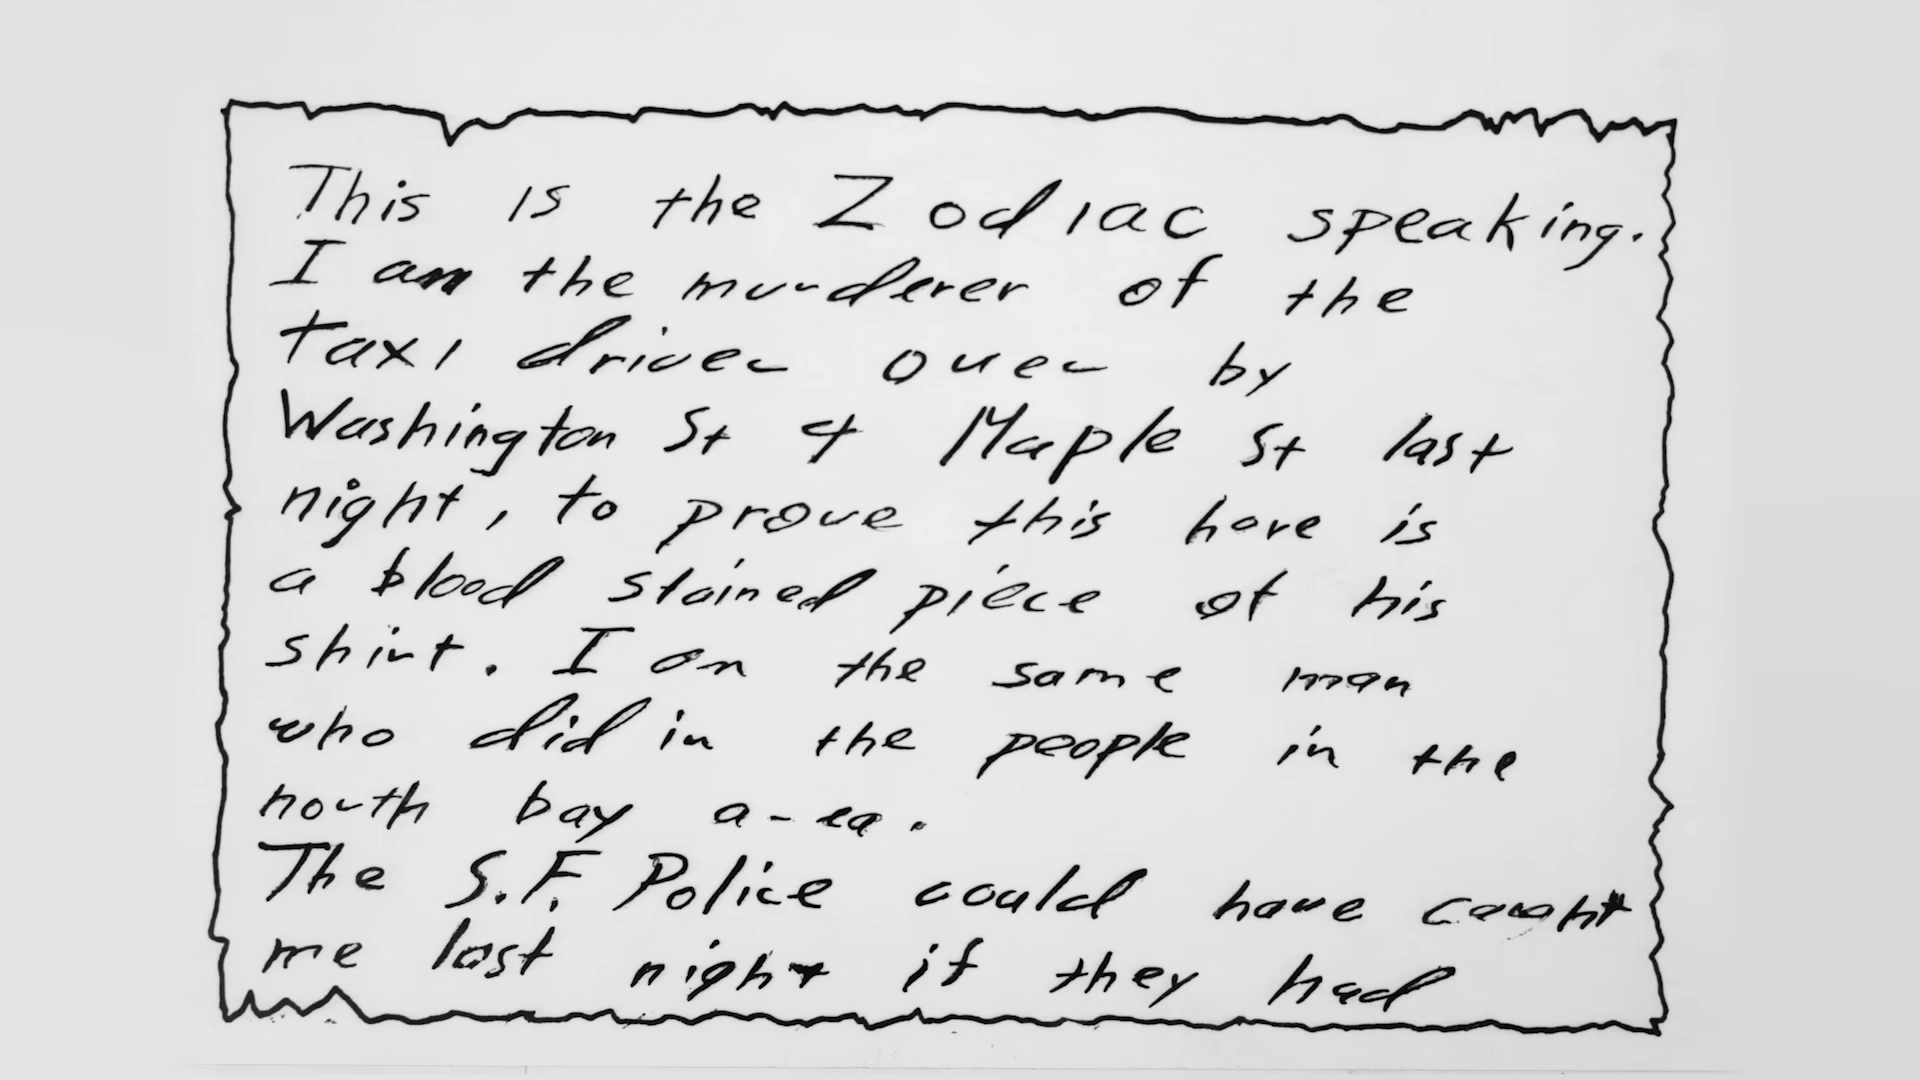 This is the Zodiac speaking.
I am the murderer of the
taxi driver over by
Washington St & Maple St last
night, to prove this here is
a blood stained piece of his
shirt. I am the same man
who did in the people in the
north bay area.
The S.F. Police could have caught
me last night if they had